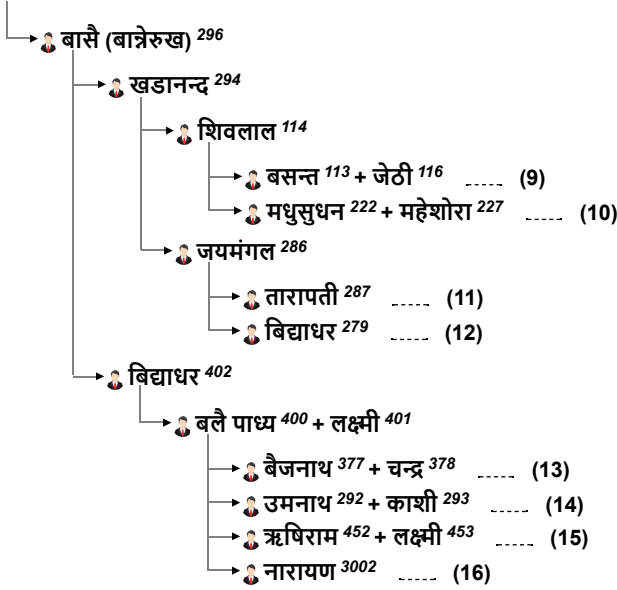 बासै (बान्नेरुख) 296
खडानन्द 294
शिवलाल 114
बसन्त 113 + जेठी 116 ...... (9)
मधुसुधन 222 + महेशोरा 227 ...... (10)
जयमंगल 286
तारापती 287 ...... (11)
बिद्याधर 279 ...... (12)
बिद्याधर 402
बलै पाध्य 400 + लक्ष्मी 401
बैजनाथ 377 + चन्द्र 378 ...... (13)
उमनाथ 292 + काशी 293 ...... (14)
ऋषिराम 452 + लक्ष्मी 453 ...... (15)
नारायण 3002 ...... (16)